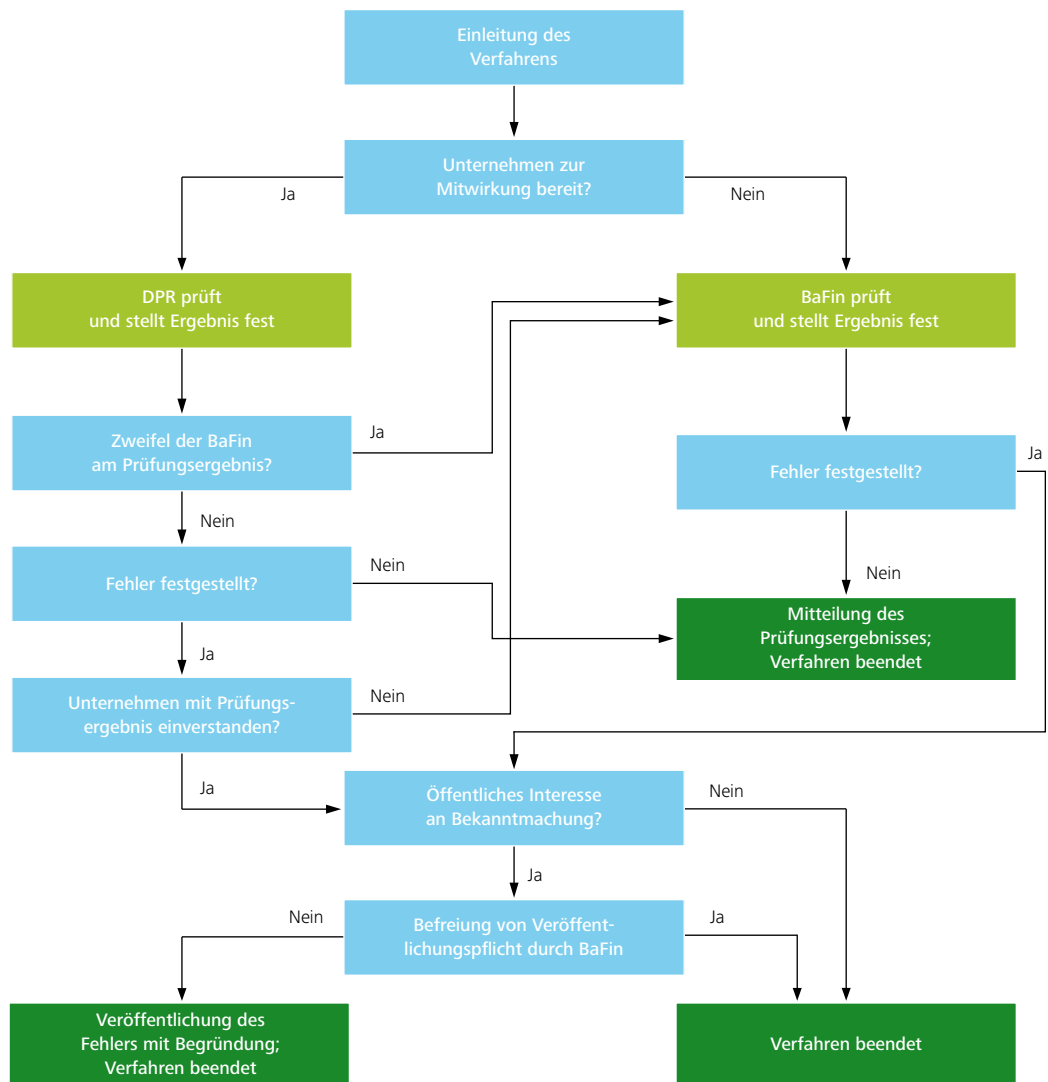 Einleitung des
Verfahrens
Unternehmen zur
Mitwirkung bereit?
Ja
Nein
DPR prüft
und stellt Ergebnis fest
BaFin prüft
und stellt Ergebnis fest
Zweifel der BaFin
am Prüfungsergebnis?
Ja
Fehler festgestellt?
Ja
Nein
Fehler festgestellt?
Nein
Nein
Mitteilung des
Prüfungsergebnisses;
Verfahren beendet
Ja
Unternehmen mit Prüfungs-
ergebnis einverstanden?
Nein
Ja
Öffentliches Interesse
an Bekanntmachung?
Nein
Ja
Befreiung von Veröffent-
lichungspflicht durch BaFin
Nein
Ja
Veröffentlichung des
Fehlers mit Begründung;
Verfahren beendet
Verfahren beendet